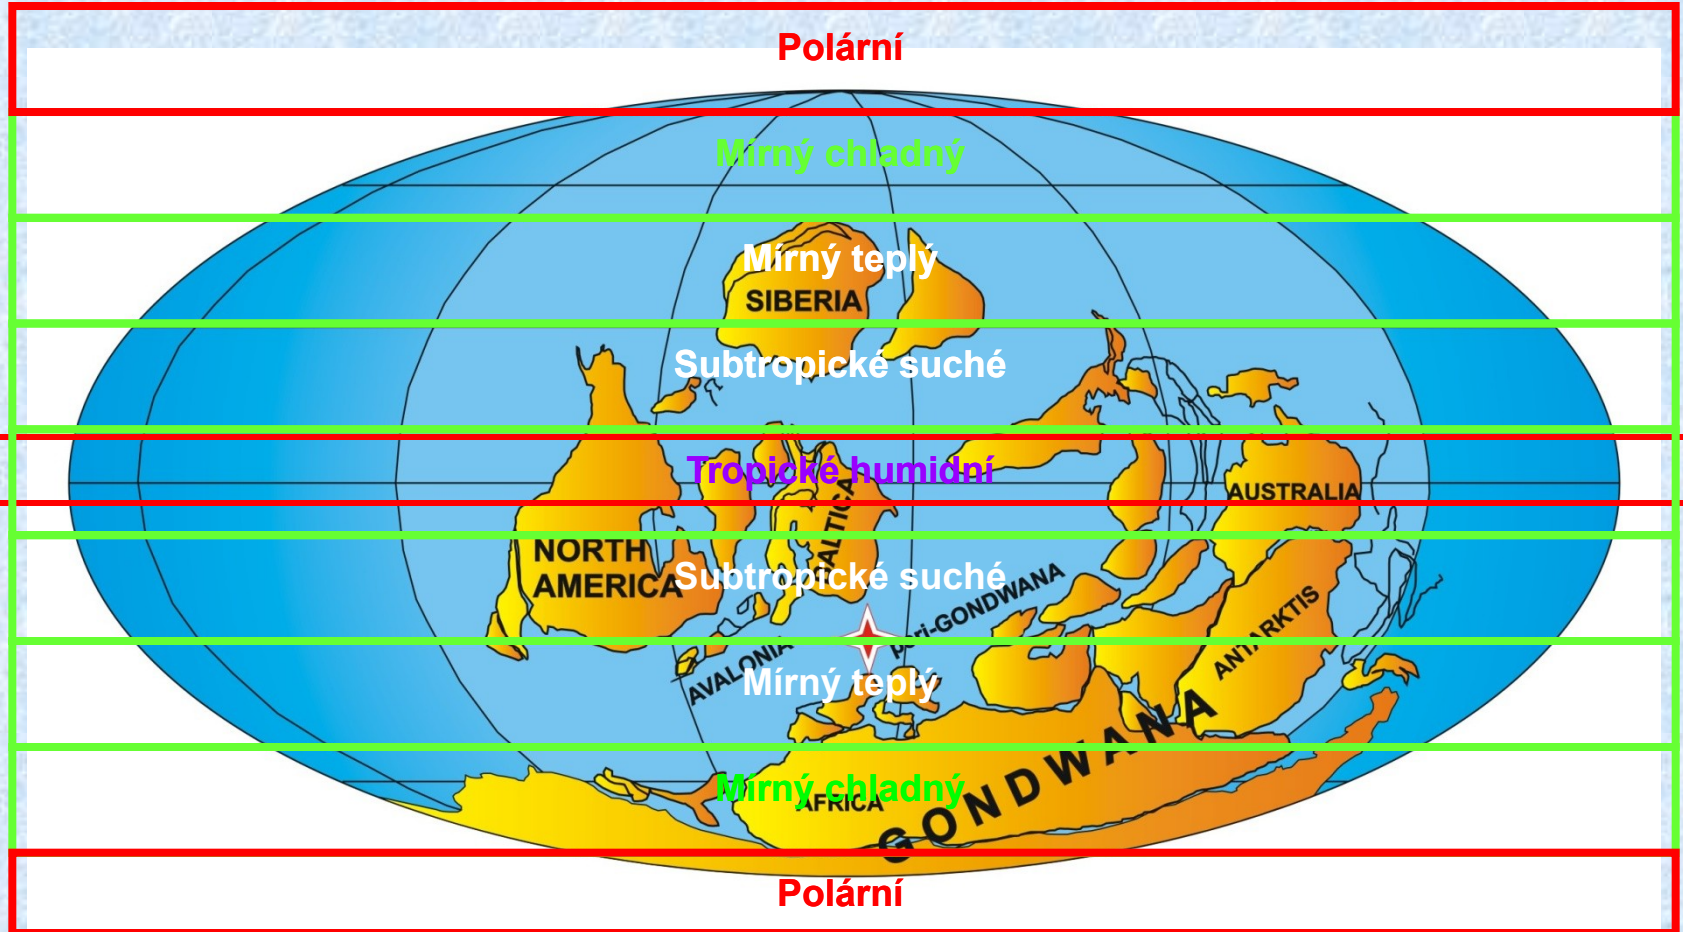 Polární
Mírný chladný
Mírný teplý
SIBERIA
Subtropické suché
Tropické humidní
AUSTRALIA
BALTICA
NORTH
AMERICA
Subtropické suché
peri-GONDWANA
ANTARKTIS
AVALONIA
Mírný teplý
GONDWANA
Mírný chladný
AFRICA
Polární